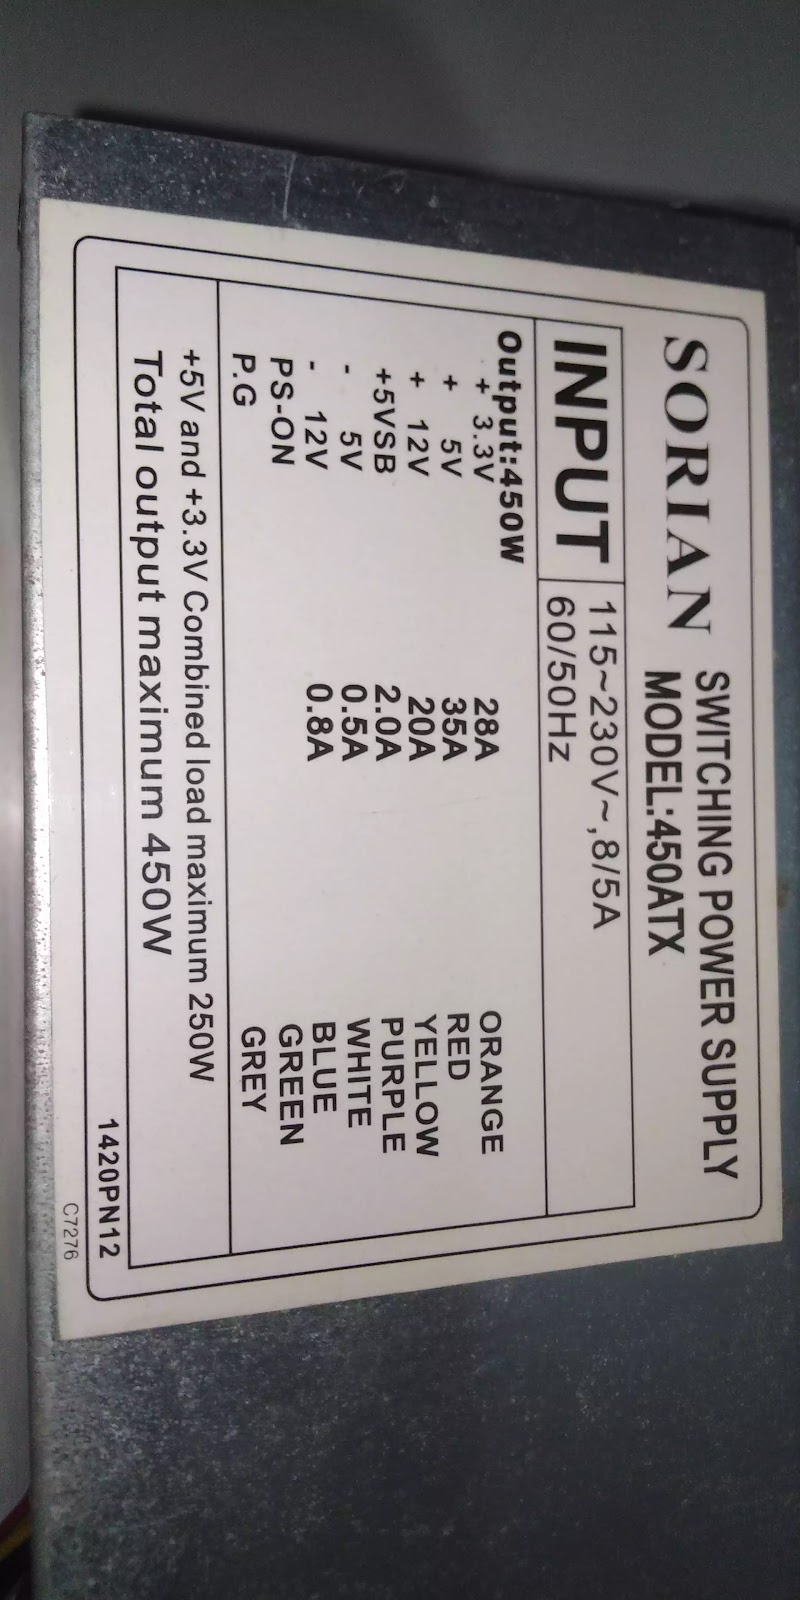 SORIAN SWITCHING POWER SUPPLY
MODEL:450ATX
INPUT 115~230V~,8/5A
60/50Hz
Output:450W
+ 3.3V 28A ORANGE
+ 5V 35A RED
+ 12V 20A YELLOW
+5VSB 2.0A PURPLE
- 5V 0.5A WHITE
- 12V 0.8A BLUE
PS-ON GREEN
P.G GREY
+5V and +3.3V Combined load maximum 250W
Total output maximum 450W
1420PN12
C7276